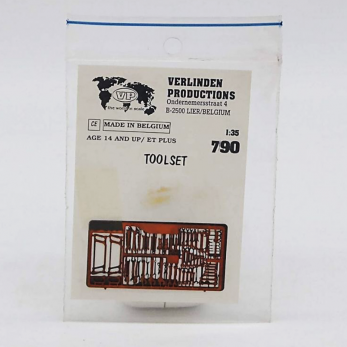 VP
VERLINDEN
PRODUCTIONS
Ondernemersstraat 4
B-2500 LIER/BELGIUM
CE MADE IN BELGIUM
1:35
AGE 14 AND UP/ ET PLUS
790
TOOLSET